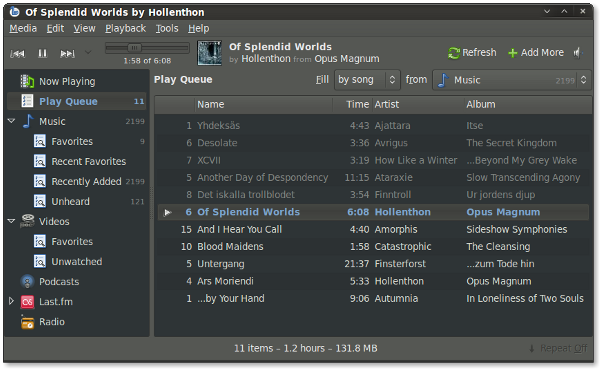 Of Splendid Worlds by Hollenthon
Media Edit View Playback Tools Help
Of Splendid Worlds
by Hollenthon from Opus Magnum
1:58 of 6:08
Refresh
Add More
Now Playing
Play Queue 11
Music 2199
Favorites 9
Recent Favorites
Recently Added 2199
Unheard 121
Videos
Favorites
Unwatched
Podcasts
Last.fm
Radio
Play Queue Fill by song from Music 2199
Name Time Artist Album
1 Yhdeksäs 4:43 Ajattara Itse
6 Desolate 3:36 Avrigus The Secret Kingdom
7 XCVII 3:19 How Like a Winter ...Beyond My Grey Wake
5 Another Day of Despondency 11:15 Ataraxie Slow Transcending Agony
8 Det iskalla trollblodet 3:54 Finntroll Ur jordens djup
6 Of Splendid Worlds 6:08 Hollenthon Opus Magnum
15 And I Hear You Call 4:40 Amorphis Sideshow Symphonies
10 Blood Maidens 1:58 Catastrophic The Cleansing
5 Untergang 21:37 Finsterforst ...zum Tode hin
4 Ars Moriendi 5:33 Hollenthon Opus Magnum
1 ...by Your Hand 9:06 Autumnia In Loneliness of Two Souls
11 items – 1.2 hours – 131.8 MB
Repeat Off